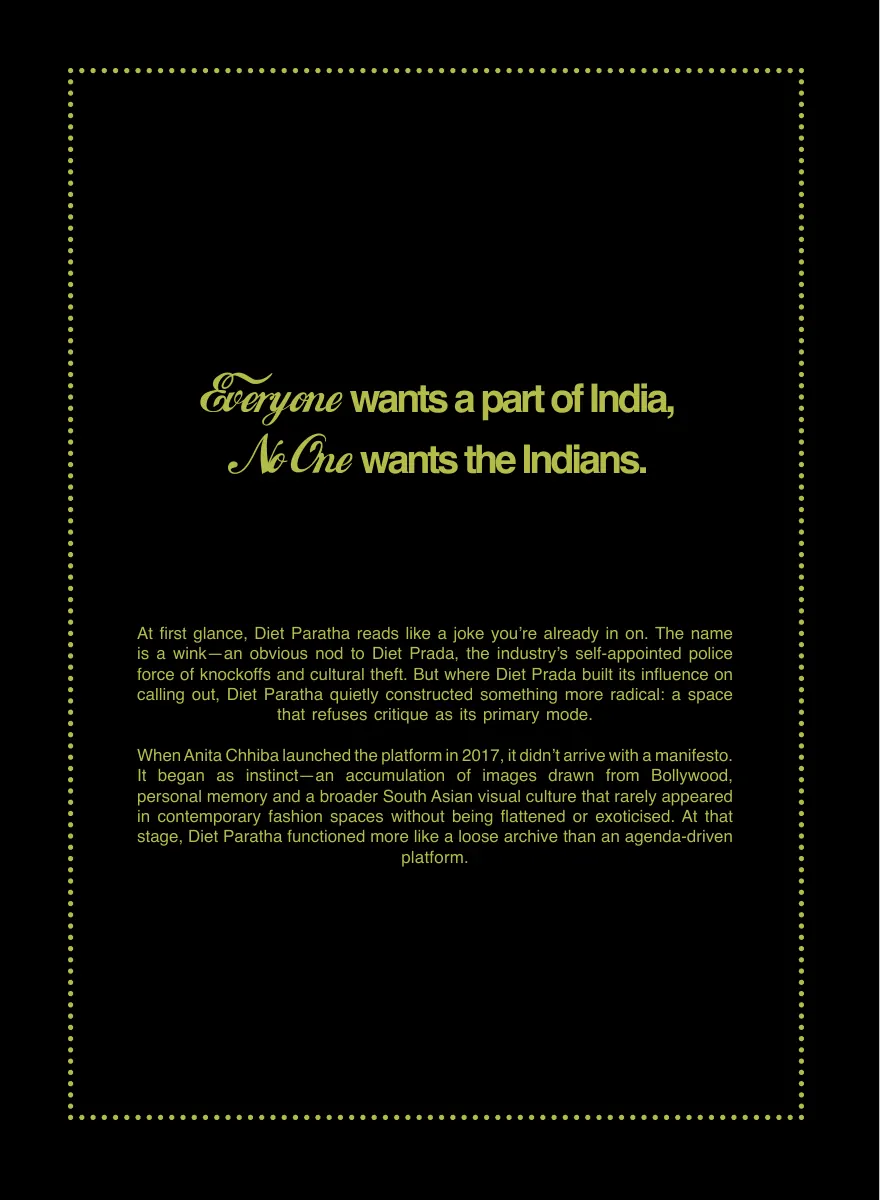 Everyone wants a part of India,
No One wants the Indians.
At first glance, Diet Paratha reads like a joke you’re already in on. The name
is a wink—an obvious nod to Diet Prada, the industry’s self-appointed police
force of knockoffs and cultural theft. But where Diet Prada built its influence on
calling out, Diet Paratha quietly constructed something more radical: a space
that refuses critique as its primary mode.
When Anita Chhiba launched the platform in 2017, it didn’t arrive with a manifesto.
It began as instinct—an accumulation of images drawn from Bollywood,
personal memory and a broader South Asian visual culture that rarely appeared
in contemporary fashion spaces without being flattened or exoticised. At that
stage, Diet Paratha functioned more like a loose archive than an agenda-driven
platform.